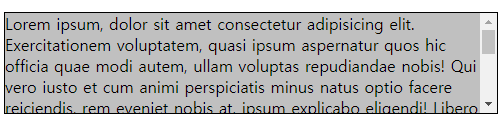 Lorem ipsum, dolor sit amet consectetur adipisicing elit.
Exercitationem voluptatem, quasi ipsum aspernatur quos hic
officia quae modi autem, ullam voluptas repudiandae nobis! Qui
vero iusto et cum animi perspiciatis minus natus optio facere
reiciendis, rem eveniet nobis at, ipsum explicabo eligendi! Libero